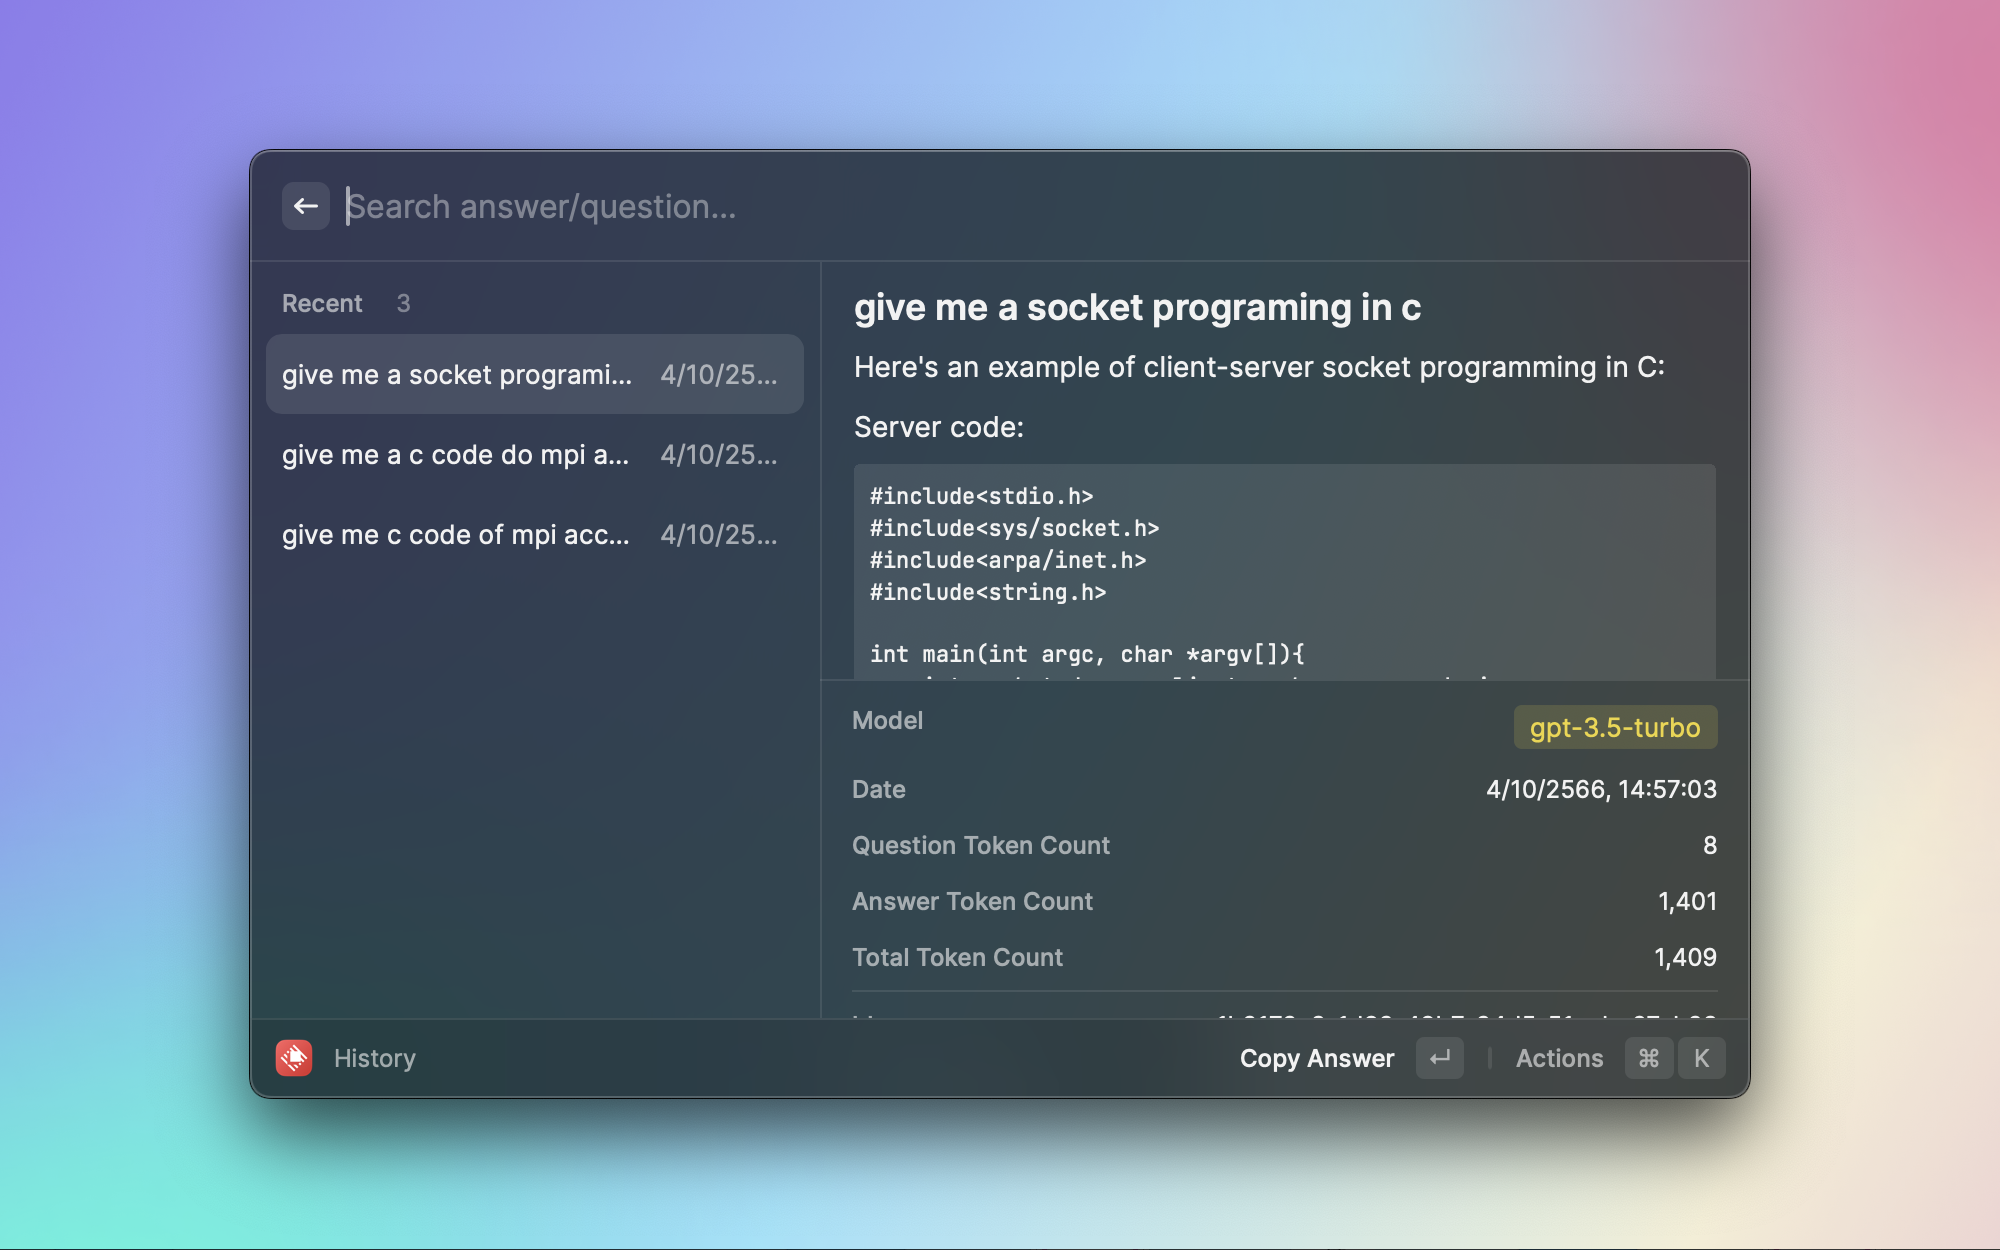 Search answer/question...
Recent 3
give me a socket programi... 4/10/25...
give me a c code do mpi a... 4/10/25...
give me c code of mpi acc... 4/10/25...
give me a socket programing in c
Here's an example of client-server socket programming in C:
Server code:
#include<stdio.h>
#include<sys/socket.h>
#include<arpa/inet.h>
#include<string.h>
int main(int argc, char *argv[]){
Model gpt-3.5-turbo
Date 4/10/2566, 14:57:03
Question Token Count 8
Answer Token Count 1,401
Total Token Count 1,409
History
Copy Answer ↵ | Actions ⌘ K